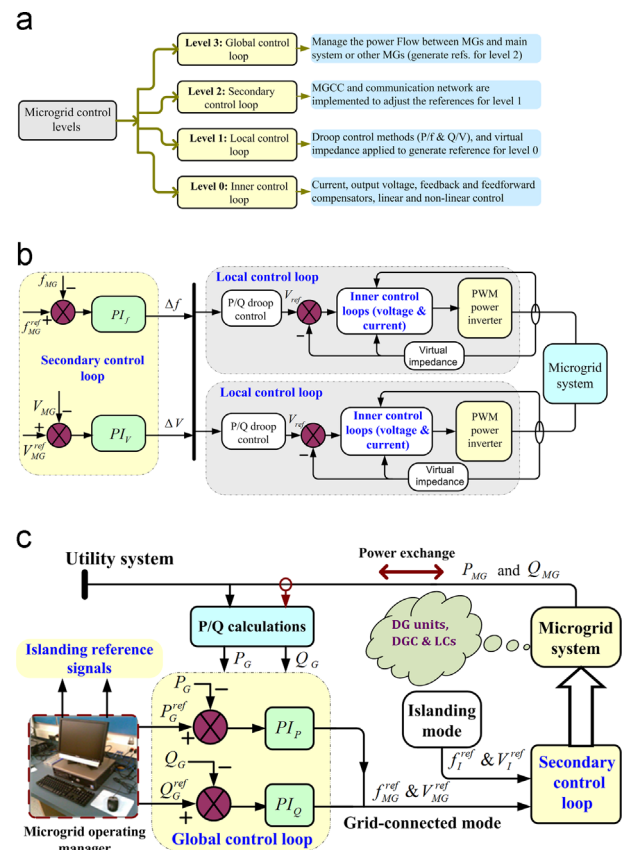 a
Level 3: Global control
loop
Manage the power Flow between MGs and main
system or other MGs (generate refs. for level 2)
Level 2: Secondary
control loop
MGCC and communication network are
implemented to adjust the references for level 1
Microgrid control
levels
Level 1: Local control
loop
Droop control methods (P/f & Q/V), and virtual
impedance applied to generate reference for level 0
Level 0: Inner control
loop
Current, output voltage, feedback and feedforward
compensators, linear and non-linear control
b
f_MG
−
+
f_MG^ref
PI_f
Δf
Secondary control
loop
V_MG
−
+
V_MG^ref
PI_V
ΔV
Local control loop
P/Q droop
control
V_ref
−
Inner control
loops (voltage &
current)
PWM
power
inverter
Virtual
impedance
Local control loop
P/Q droop
control
V_ref
−
Inner control
loops (voltage &
current)
PWM
power
inverter
Virtual
impedance
Microgrid
system
c
Utility system
Power exchange
P_MG and Q_MG
P/Q calculations
P_G
Q_G
DG units,
DGC & LCs
Microgrid
system
Islanding reference
signals
P_G
−
P_G^ref
+
PI_P
Q_G
−
Q_G^ref
+
PI_Q
Global control loop
Microgrid operating
manager
Islanding
mode
f_I^ref & V_I^ref
f_MG^ref & V_MG^ref
Grid-connected mode
Secondary
control
loop